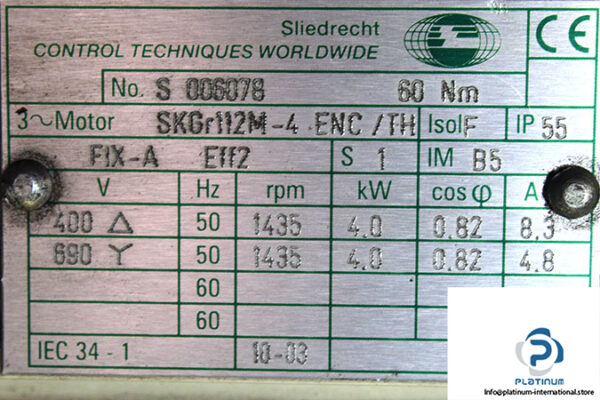 Sliedrecht
CONTROL TECHNIQUES WORLDWIDE
CE
No. S 006078 60 Nm
3~Motor SKGr112M-4 ENC /TH Isol F IP 55
FIX-A Eff2 S 1 IM B5
V Hz rpm kW cosφ A
400 Δ 50 1435 4.0 0.82 8.3
690 Y 50 1435 4.0 0.82 4.8
60
60
IEC 34-1 10-03
PLATINUM
Info@platinum-international.store